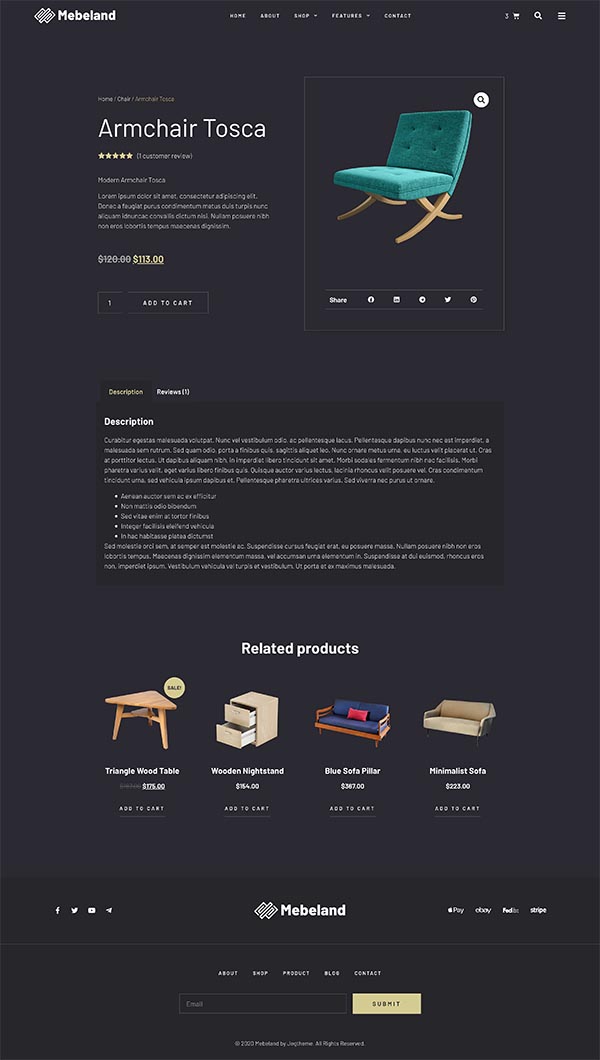 Mebeland
HOME ABOUT SHOP FEATURES CONTACT
3
Home / Chair / Armchair Tosca
Armchair Tosca
(1 customer review)
Modern Armchair Tosca
Lorem ipsum dolor sit amet, consectetur adipiscing elit.
Donec a feugiat purus condimentum metus duis turpis nunc
aliquam idnuncac convallis dictum nisl. Nullam posuere nibh
non eros lobortis tempus maecenas dignissim.
$120.00 $113.00
1 ADD TO CART
Share
Description Reviews (1)
Description
Curabitur egestas malesuada volutpat. Nunc vel vestibulum odio, ac pellentesque lacus. Pellentesque dapibus nunc nec est imperdiet, a
malesuada sem rutrum. Sed quam odio, porta a finibus quis, sagittis aliquet leo. Nunc ornare metus urna, eu luctus velit placerat ut. Cras
at porttitor lectus. Ut dapibus aliquam nibh, in imperdiet libero tincidunt sit amet. Morbi sodales fermentum nibh nec facilisis. Morbi
pharetra varius velit, eget varius libero finibus quis. Quisque auctor varius lectus, lacinia rhoncus velit posuere vel. Cras condimentum
tincidunt urna, sed vehicula ipsum dapibus et. Pellentesque pharetra ultrices varius. Sed viverra nec purus ut ornare.
Aenean auctor sem ac ex efficitur
Non mattis odio bibendum
Sed vitae enim at tortor finibus
Integer facilisis eleifend vehicula
In hac habitasse platea dictumst
Sed molestie orci sem, at semper est molestie ac. Suspendisse cursus feugiat erat, eu posuere massa. Nullam posuere nibh non eros
lobortis tempus. Maecenas dignissim elementum massa, vel accumsan urna elementum in. Suspendisse at dui euismod, rhoncus eros
non, imperdiet ipsum. Vestibulum vehicula vel turpis et vestibulum. Ut porta et ex maximus malesuada.
Related products
SALE!
Triangle Wood Table Wooden Nightstand Blue Sofa Pillar Minimalist Sofa
$175.00 $154.00 $367.00 $223.00
ADD TO CART ADD TO CART ADD TO CART ADD TO CART
Mebeland
Pay ebay FedEx stripe
ABOUT SHOP PRODUCT BLOG CONTACT
Email SUBMIT
© 2020 Mebeland by Jegtheme. All Rights Reserved.